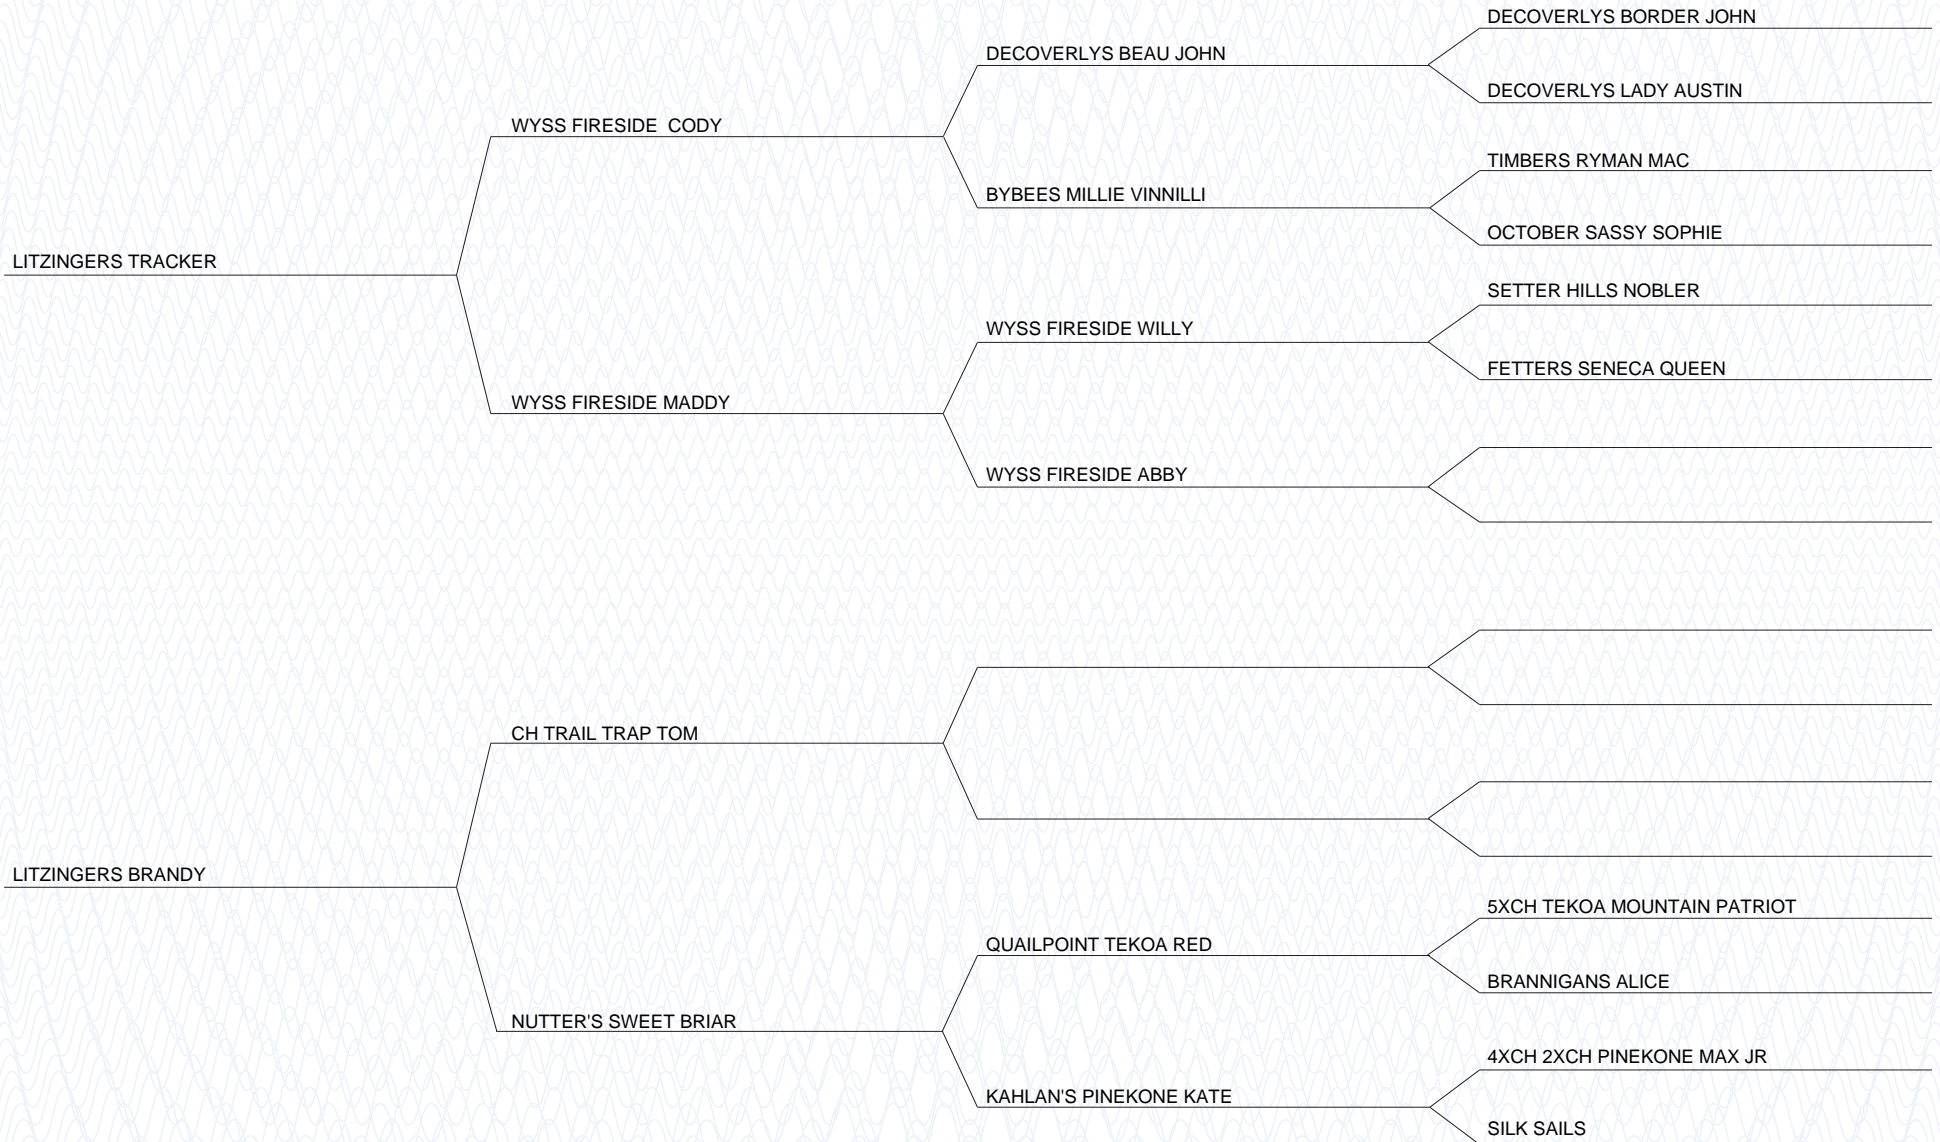 DECOVERLYS BORDER JOHN
DECOVERLYS BEAU JOHN
DECOVERLYS LADY AUSTIN
WYSS FIRESIDE  CODY
TIMBERS RYMAN MAC
BYBEES MILLIE VINNILLI
OCTOBER SASSY SOPHIE
LITZINGERS TRACKER
SETTER HILLS NOBLER
WYSS FIRESIDE WILLY
FETTERS SENECA QUEEN
WYSS FIRESIDE MADDY
WYSS FIRESIDE ABBY
CH TRAIL TRAP TOM
LITZINGERS BRANDY
5XCH TEKOA MOUNTAIN PATRIOT
QUAILPOINT TEKOA RED
BRANNIGANS ALICE
NUTTER'S SWEET BRIAR
4XCH 2XCH PINEKONE MAX JR
KAHLAN'S PINEKONE KATE
SILK SAILS